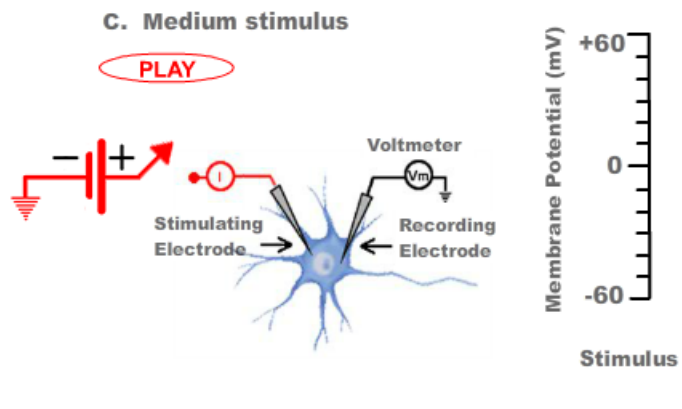 C. Medium stimulus
PLAY
− +
I
Voltmeter
Vm
Stimulating
Electrode
Recording
Electrode
Membrane Potential (mV)
+60
0
-60
Stimulus